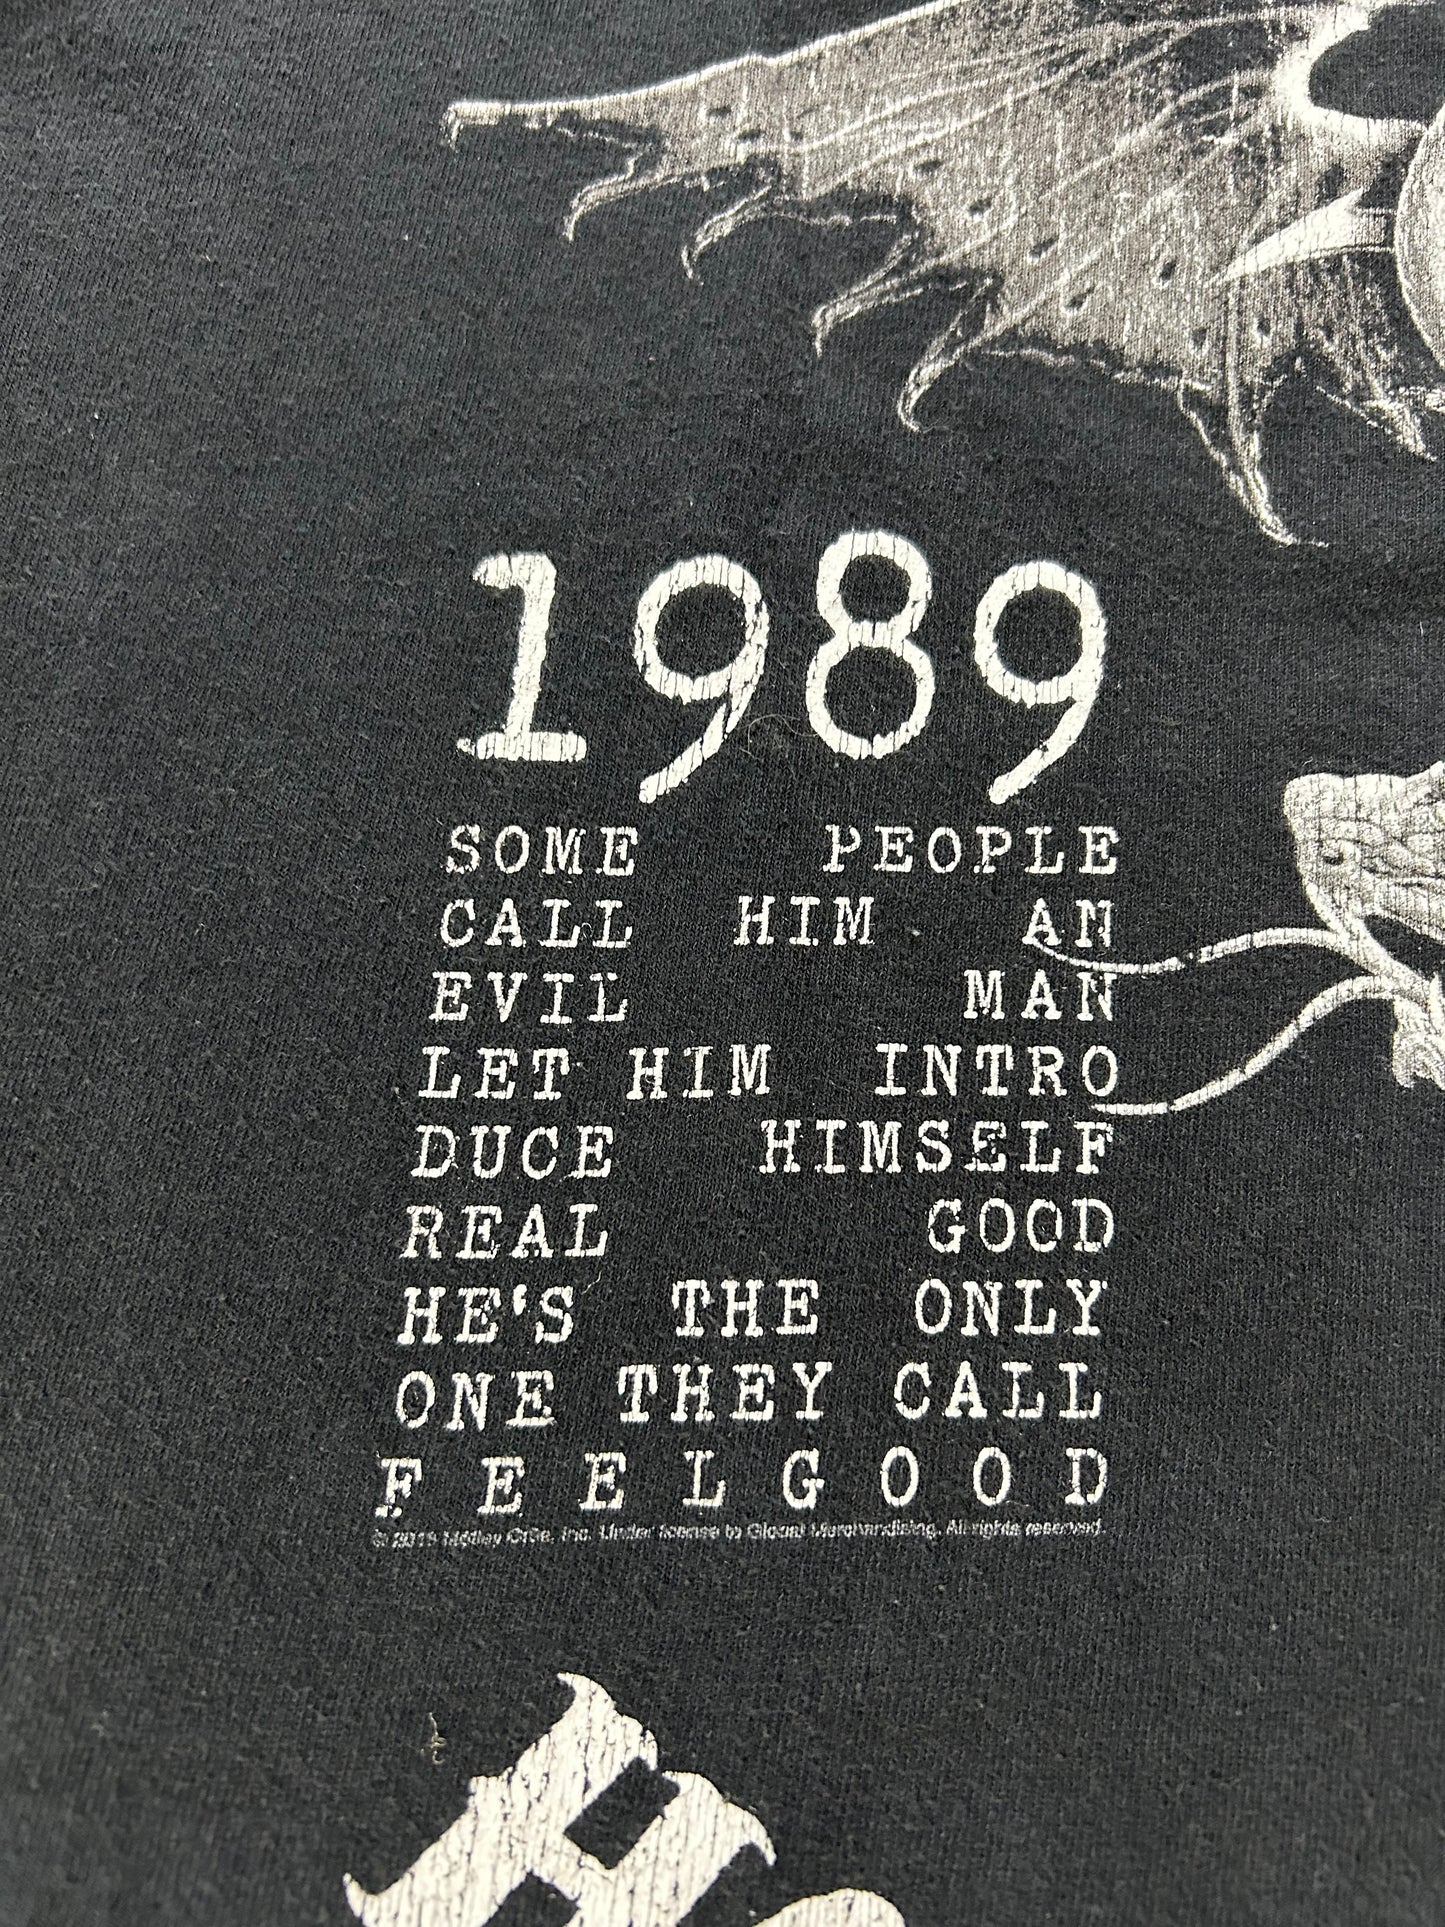 1989
SOME PEOPLE
CALL HIM AN
EVIL MAN
LET HIM INTRO
DUCE HIMSELF
REAL GOOD
HE'S THE ONLY
ONE THEY CALL
FEELGOOD
© 2015 Mötley Crüe, Inc. Under license to Global Merchandising. All rights reserved.